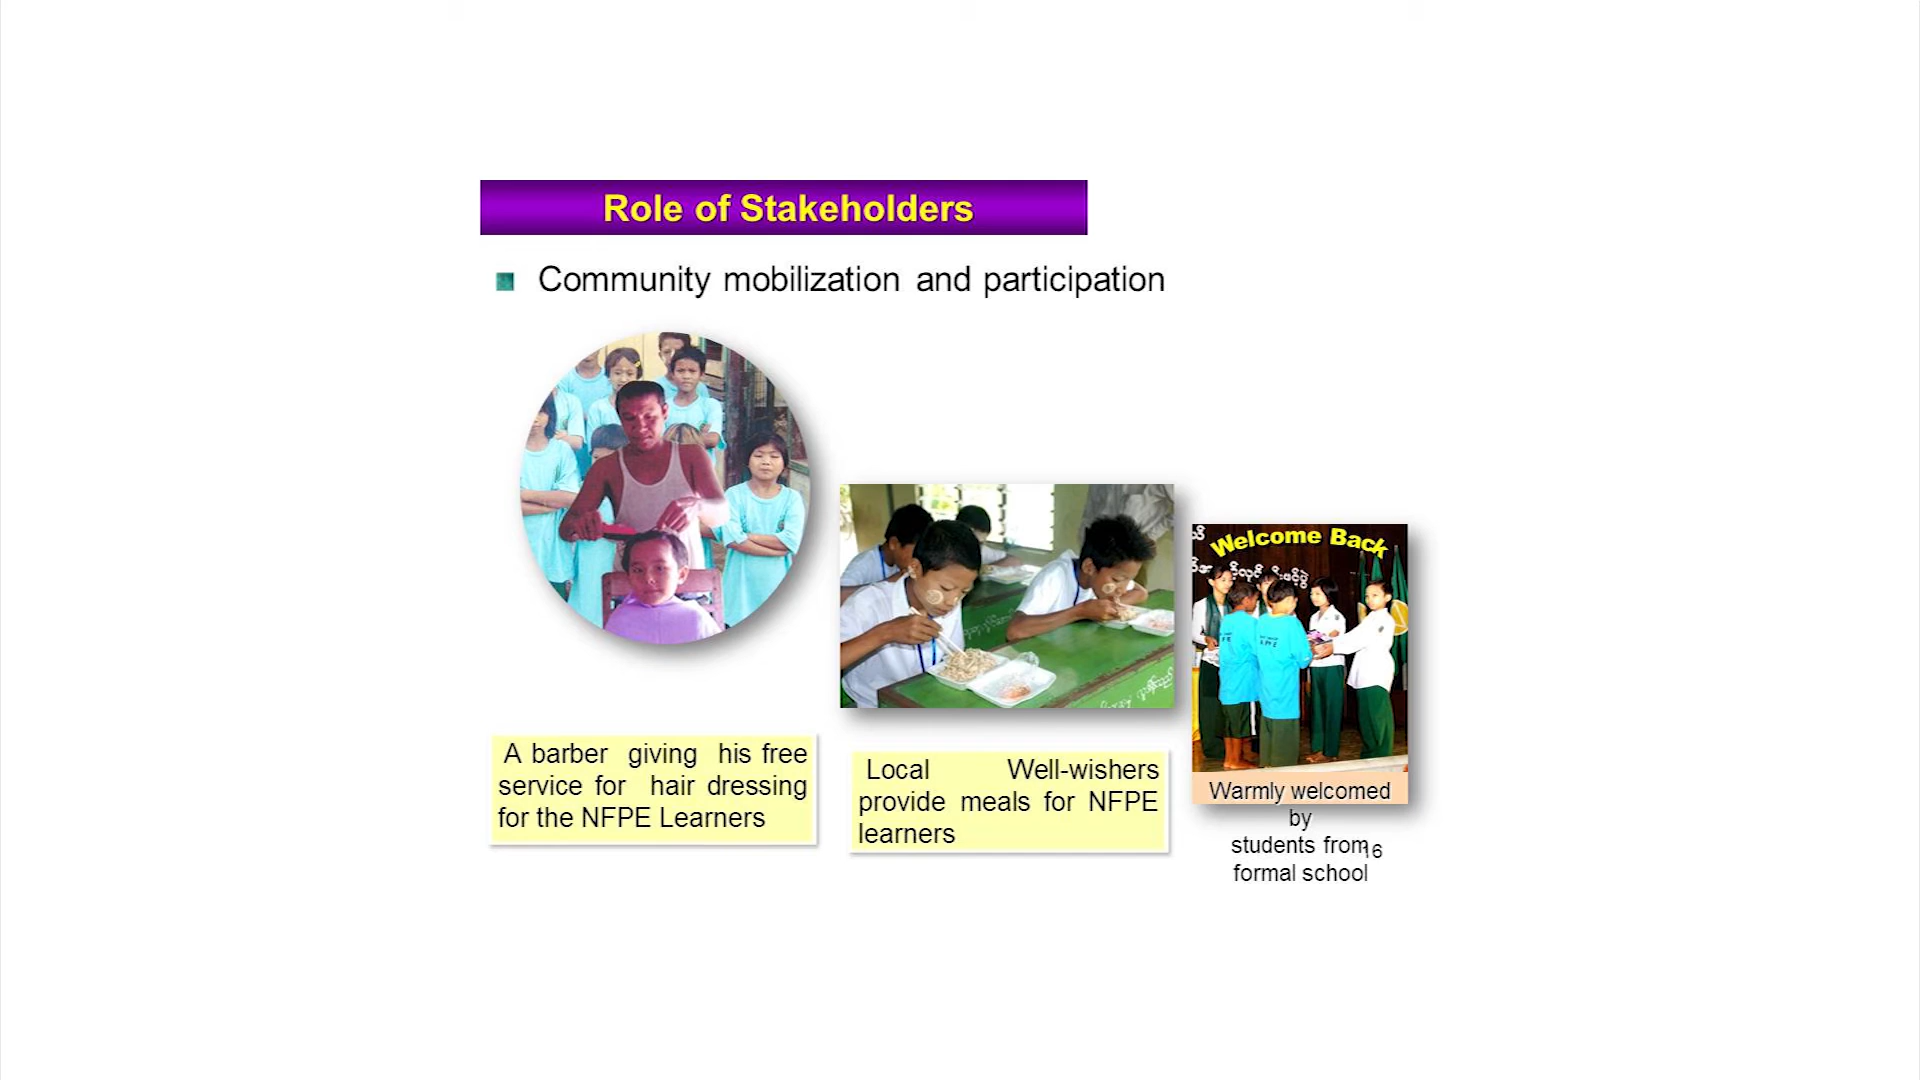 Role of Stakeholders
Community mobilization and participation
A barber giving his free
service for hair dressing
for the NFPE Learners
Local Well-wishers
provide meals for NFPE
learners
Welcome Back
Warmly welcomed
by
students from
formal school
16